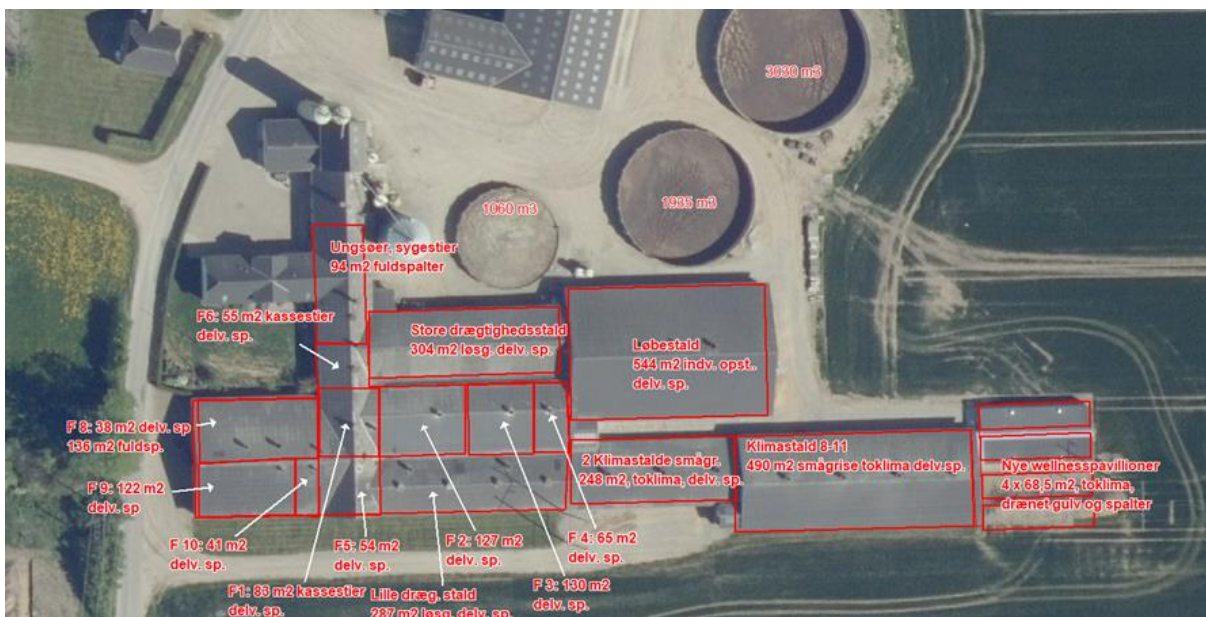 3030 m3
1935 m3
1060 m3
Ungsøer, sygestier
94 m2 fuldspalter
F6: 55 m2 kassestier
delv. sp.
Store drægtighedsstald
304 m2 løsg. delv. sp.
Løbestald
544 m2 indv. opst..
delv. sp.
F 8: 38 m2 delv. sp
136 m2 fuldsp.
F 9: 122 m2
delv. sp
F 10: 41 m2
delv. sp.
F1: 83 m2 kassestier
delv. sp.
F5: 54 m2
delv. sp.
Lille dræg. stald
287 m2 løsg. delv. sp.
F 2: 127 m2
delv. sp.
F 3: 130 m2
delv. sp.
F 4: 65 m2
delv. sp.
2 Klimastalde smågr.
248 m2, toklima, delv. sp.
Klimastald 8-11
490 m2 smågrise toklima delv.sp.
Nye wellnesspavillioner
4 x 68,5 m2, toklima,
drænet gulv og spalter